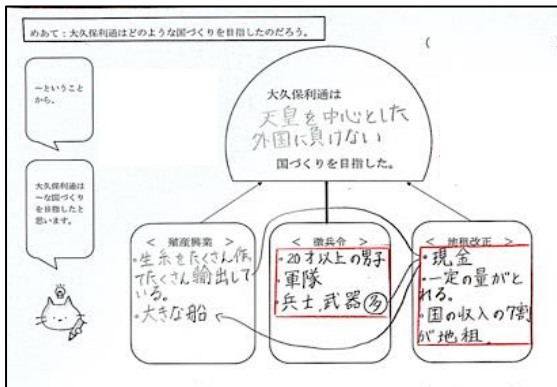 めあて：大久保利通はどのような国づくりを目指したのだろう。
（
～ということ
から、
大久保利通は
～な国づくり
を目指したと
思います。
大久保利通は
天皇を中心とした
外国に負けない
国づくりを目指した。
＜ 殖産興業 ＞
・生糸をたくさん作っ
てたくさん輸出して
いる。
・大きな船
＜ 徴兵令 ＞
・20才以上の男子
・軍隊
・兵士、武器 多
＜ 地租改正 ＞
・現金
・一定の量がと
れる。
・国の収入の7割
が地租。